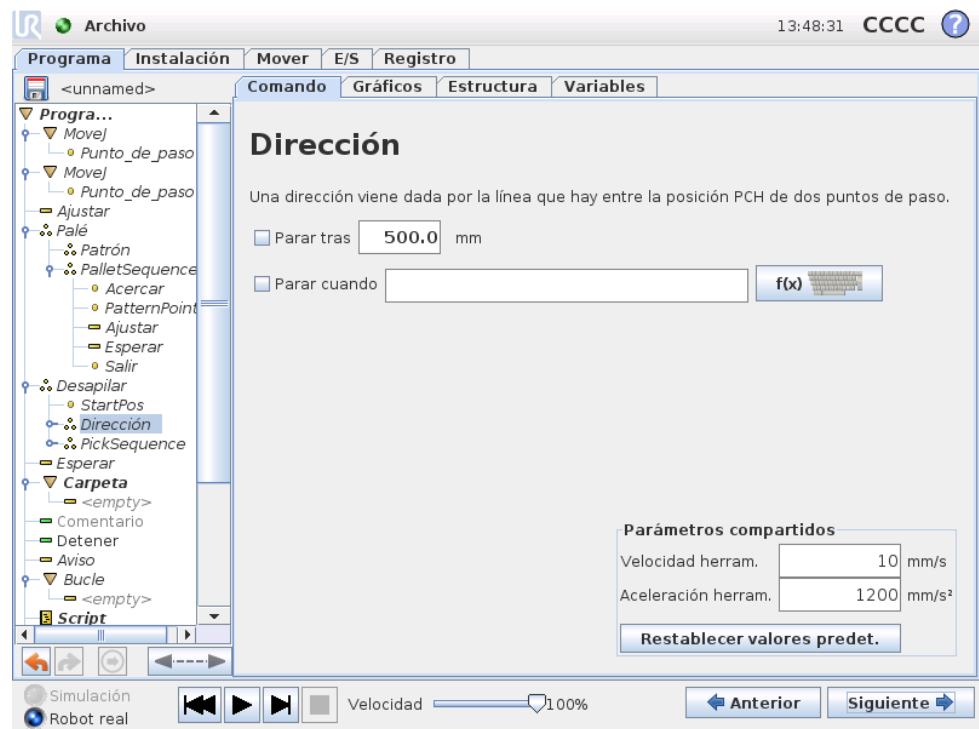 UR Archivo 13:48:31 CCCC ?
Programa Instalación Mover E/S Registro
<unnamed>
Comando Gráficos Estructura Variables
Progra...
MoveJ
Punto_de_paso
MoveJ
Punto_de_paso
Ajustar
Palé
Patrón
PalletSequence
Acercar
PatternPoint
Ajustar
Esperar
Salir
Desapilar
StartPos
Dirección
PickSequence
Esperar
Carpeta
<empty>
Comentario
Detener
Aviso
Bucle
<empty>
Script
Dirección
Una dirección viene dada por la línea que hay entre la posición PCH de dos puntos de paso.
Parar tras 500.0 mm
Parar cuando f(x)
Parámetros compartidos
Velocidad herram. 10 mm/s
Aceleración herram. 1200 mm/s²
Restablecer valores predet.
Simulación
Robot real
Velocidad 100%
Anterior Siguiente